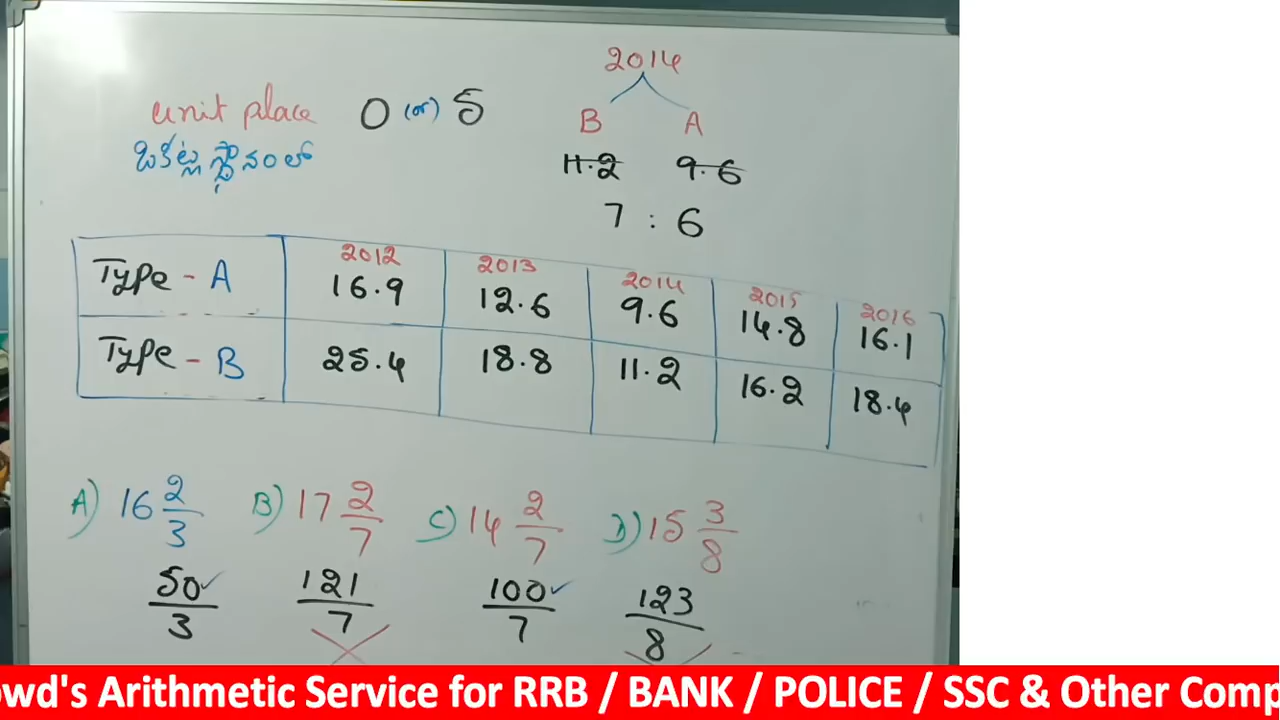 2014
unit place 0 (or) 5
ఒకట్ల స్థానంలో
B A
11.2 9.6
7 : 6
2012 2013 2014 2015 2016
Type - A 16.9 12.6 9.6 14.8 16.1
Type - B 25.4 18.8 11.2 16.2 18.4
A) 16 2/3 B) 17 2/7 C) 14 2/7 D) 15 3/8
50/3 121/7 100/7 123/8
owd's Arithmetic Service for RRB / BANK / POLICE / SSC & Other Comp